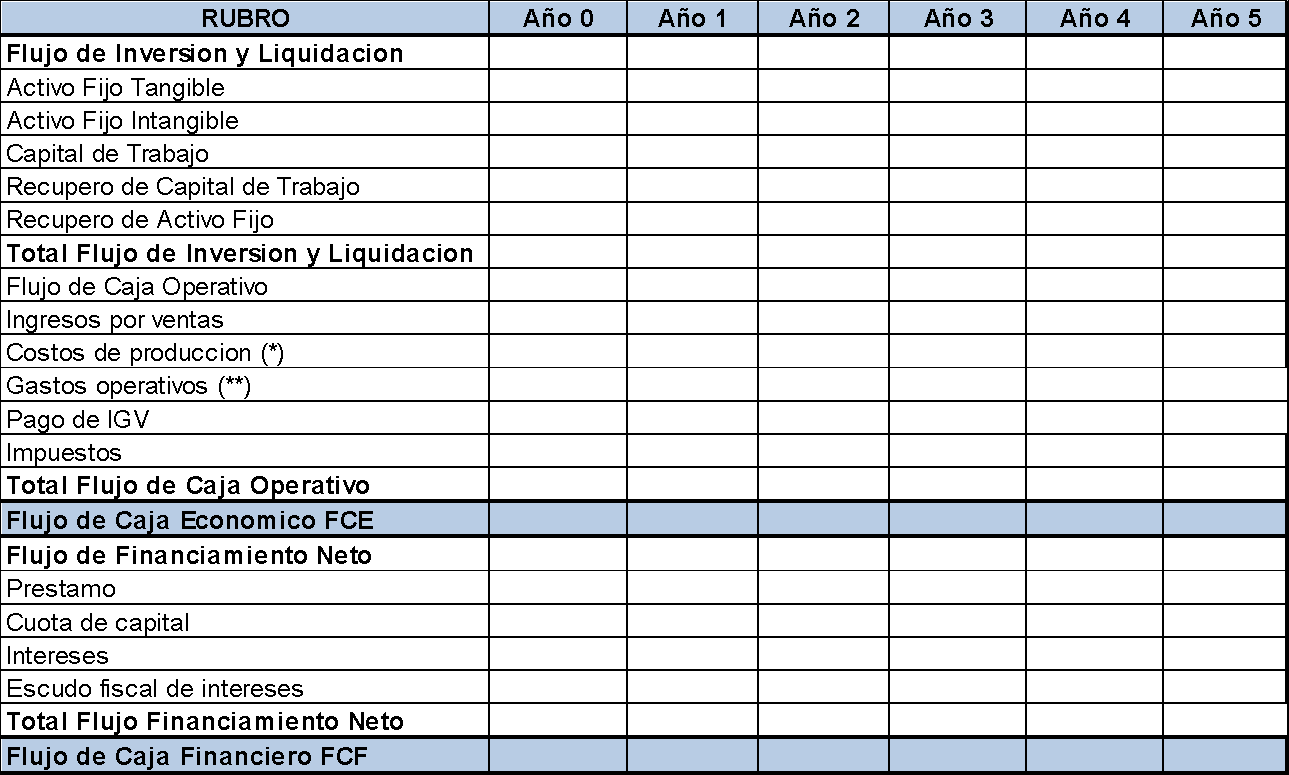 RUBRO Año 0 Año 1 Año 2 Año 3 Año 4 Año 5
Flujo de Inversion y Liquidacion
Activo Fijo Tangible
Activo Fijo Intangible
Capital de Trabajo
Recupero de Capital de Trabajo
Recupero de Activo Fijo
Total Flujo de Inversion y Liquidacion
Flujo de Caja Operativo
Ingresos por ventas
Costos de produccion (*)
Gastos operativos (**)
Pago de IGV
Impuestos
Total Flujo de Caja Operativo
Flujo de Caja Economico FCE
Flujo de Financiamiento Neto
Prestamo
Cuota de capital
Intereses
Escudo fiscal de intereses
Total Flujo Financiamiento Neto
Flujo de Caja Financiero FCF